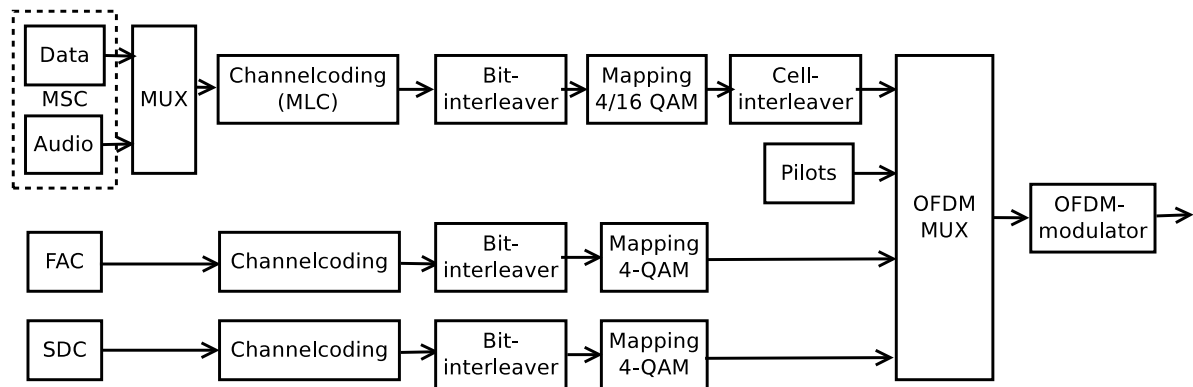 Data
MSC
Audio
MUX
Channelcoding
(MLC)
Bit-
interleaver
Mapping
4/16 QAM
Cell-
interleaver
Pilots
OFDM
MUX
OFDM-
modulator
FAC
Channelcoding
Bit-
interleaver
Mapping
4-QAM
SDC
Channelcoding
Bit-
interleaver
Mapping
4-QAM